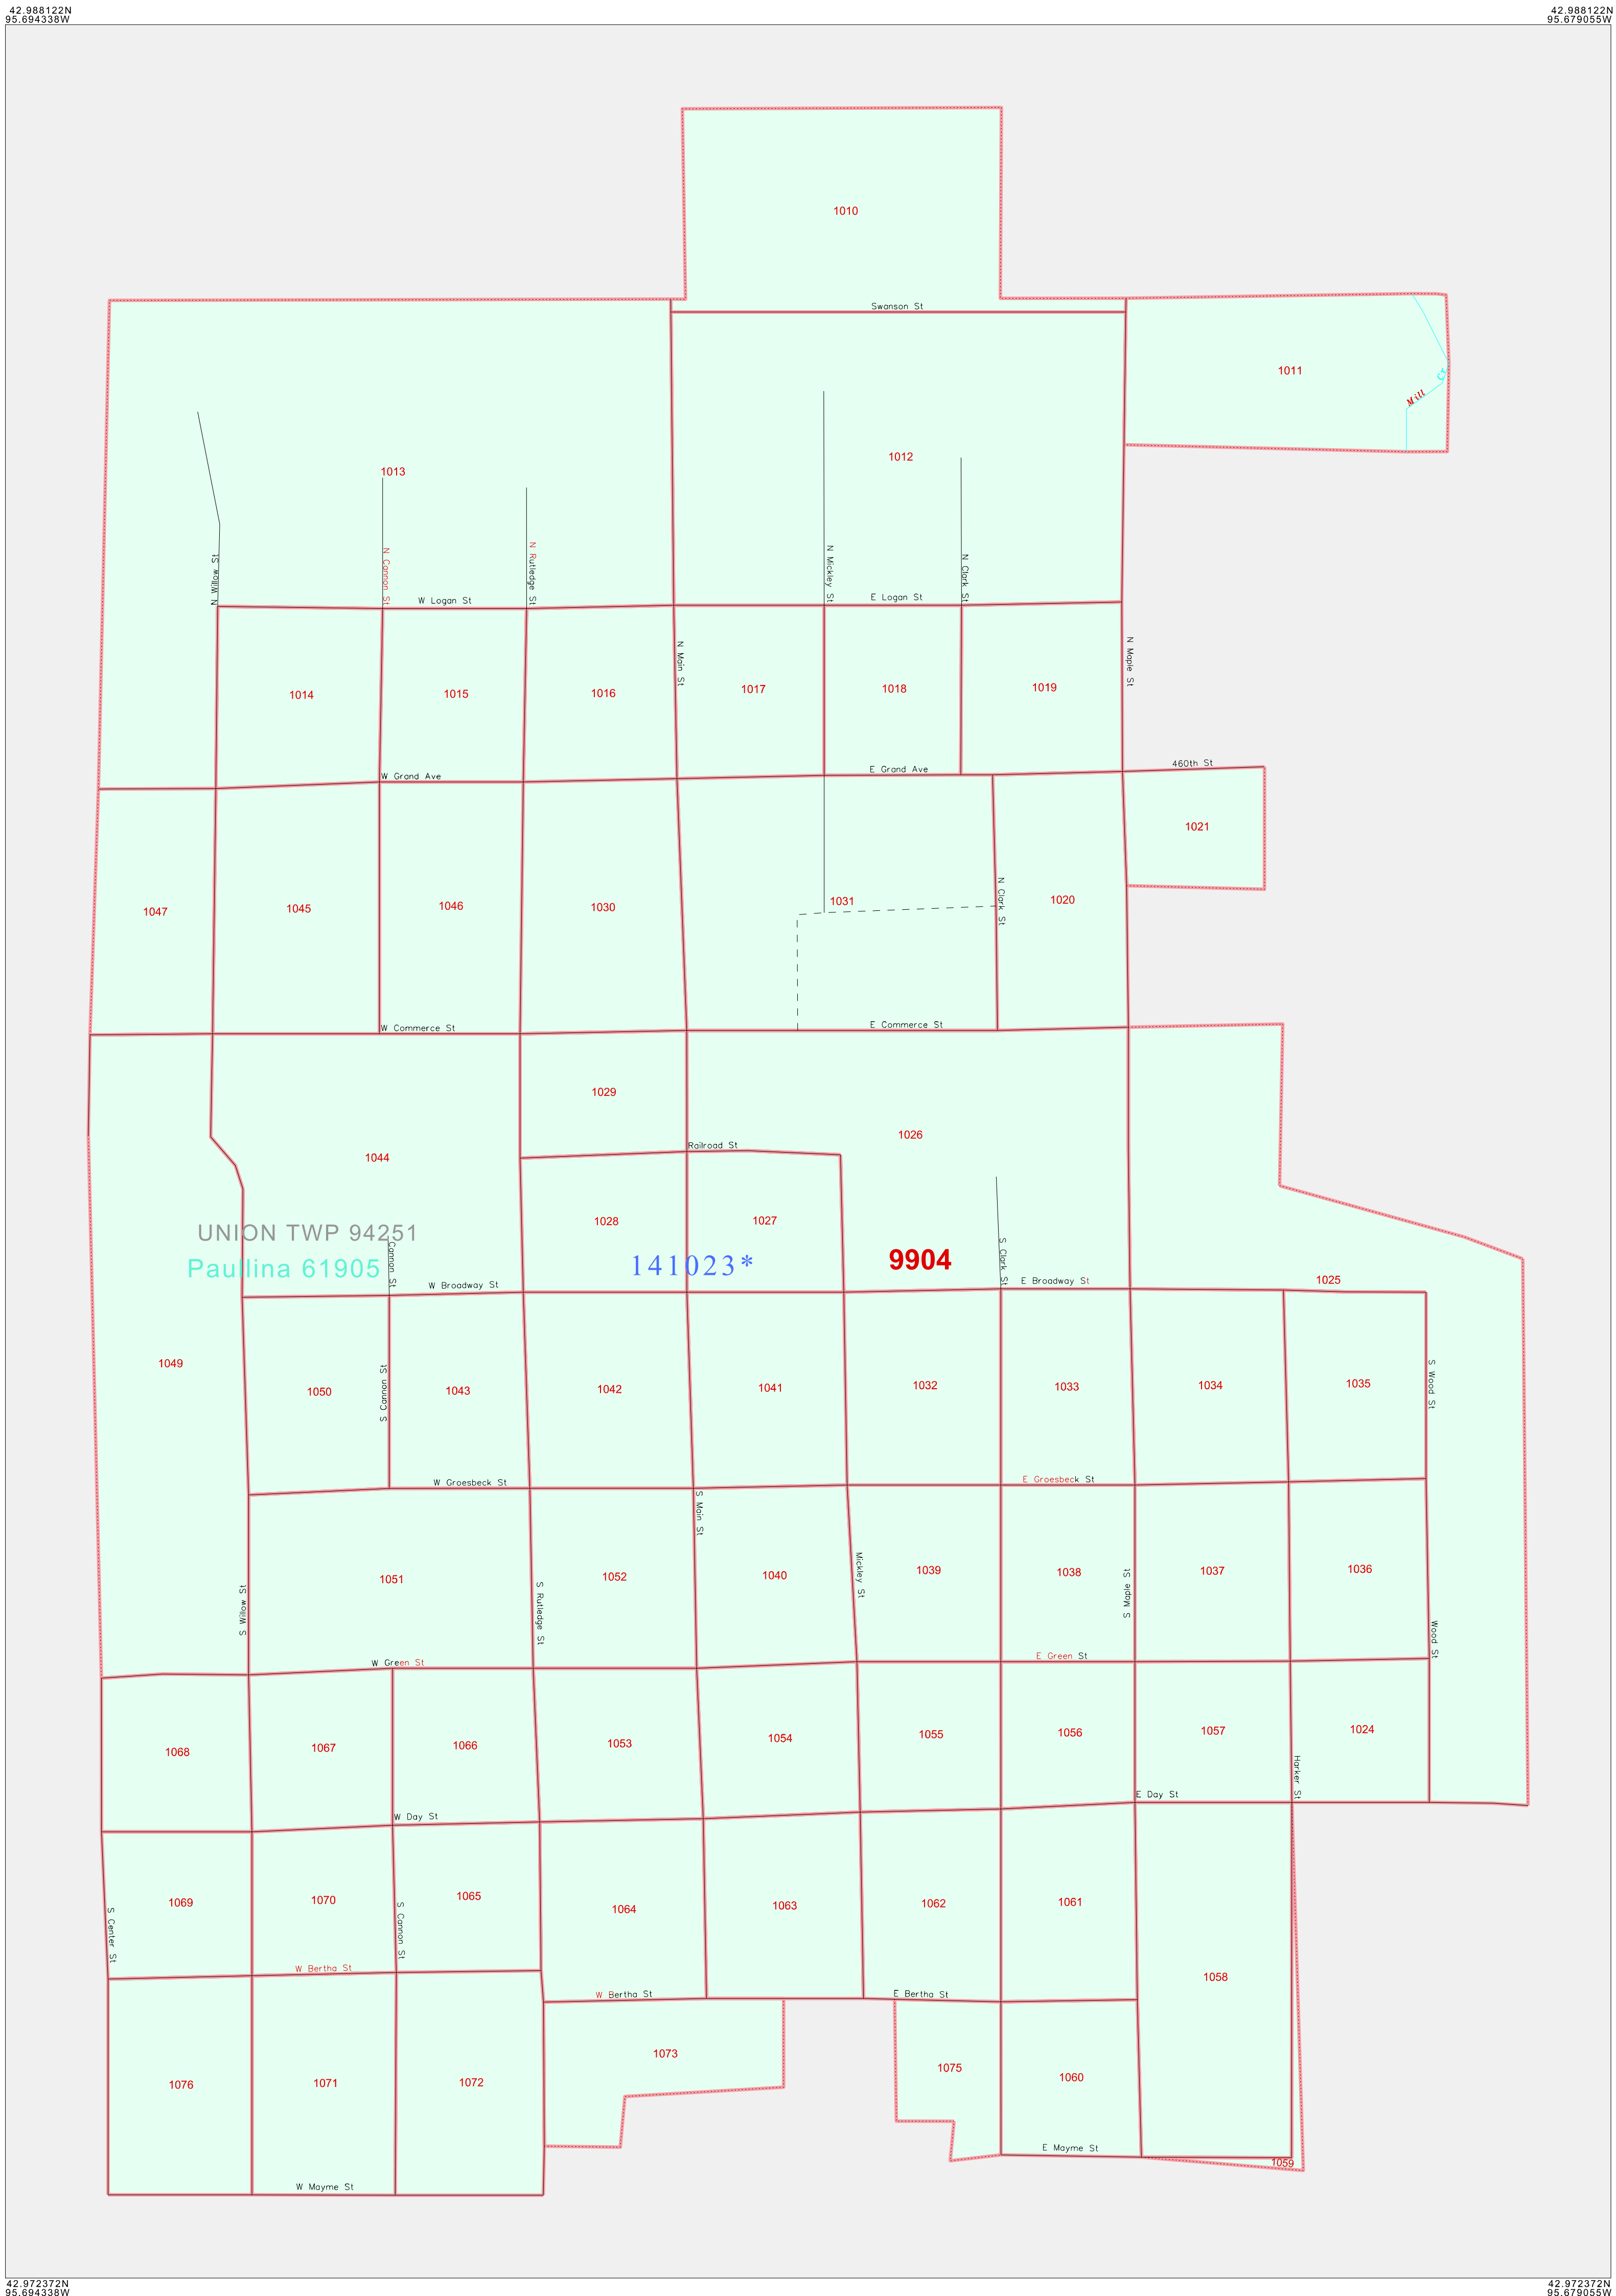 42.988122N
95.694338W
42.988122N
95.679055W
1010
Swanson St
1011
Mill Cr
1012
1013
N Willow St
N Cannon St
N Rutledge St
N Mickley St
N Clark St
W Logan St
E Logan St
N Main St
N Maple St
1014
1015
1016
1017
1018
1019
W Grand Ave
E Grand Ave
460th St
1021
1047
1045
1046
1030
1031
N Clark St
1020
W Commerce St
E Commerce St
1029
1026
Railroad St
1044
1028
1027
UNION TWP 94251
Paullina 61905
141023*
9904
Cannon St
S Clark St
W Broadway St
E Broadway St
1025
1049
1050
S Cannon St
1043
1042
1041
1032
1033
1034
1035
S Wood St
W Groesbeck St
E Groesbeck St
S Main St
1051
1052
1040
Mickley St
1039
1038
S Maple St
1037
1036
S Willow St
S Rutledge St
Wood St
W Green St
E Green St
1068
1067
1066
1053
1054
1055
1056
1057
1024
Harker St
W Day St
E Day St
1069
1070
1065
1064
1063
1062
1061
S Center St
S Cannon St
W Bertha St
W Bertha St
E Bertha St
1058
1073
1075
1060
1076
1071
1072
E Mayme St
1059
W Mayme St
42.972372N
95.694338W
42.972372N
95.679055W